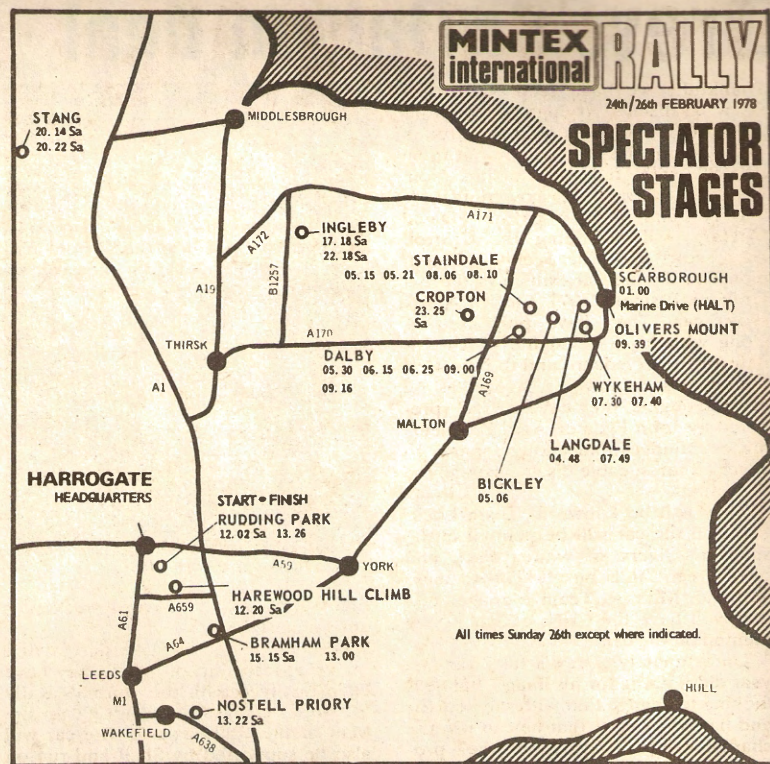 MINTEX
international
RALLY
24th/26th FEBRUARY 1978
SPECTATOR
STAGES
STANG
20. 14 Sa
20. 22 Sa
MIDDLESBROUGH
A171
A172
INGLEBY
17. 18 Sa
22. 18 Sa
B1257
A19
STAINDALE
05. 15 05. 21 08. 06 08. 10
CROPTON
23. 25
Sa
SCARBOROUGH
01. 00
Marine Drive (HALT)
OLIVERS MOUNT
09. 39
A170
THIRSK
DALBY
05. 30 06. 15 06. 25 09. 00
09. 16
A169
A1
WYKEHAM
07. 30 07. 40
MALTON
LANGDALE
04. 48 07. 49
BICKLEY
05. 06
HARROGATE
HEADQUARTERS
START • FINISH
RUDDING PARK
12. 02 Sa 13. 26
A59
YORK
HAREWOOD HILL CLIMB
12. 20 Sa
A659
A61
A64
BRAMHAM PARK
15. 15 Sa 13. 00
All times Sunday 26th except where indicated.
LEEDS
M1
NOSTELL PRIORY
13. 22 Sa
HULL
WAKEFIELD
A638